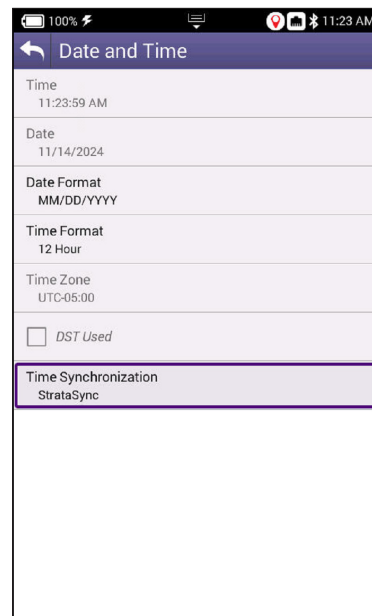 100% 11:23 AM
Date and Time
Time
11:23:59 AM
Date
11/14/2024
Date Format
MM/DD/YYYY
Time Format
12 Hour
Time Zone
UTC-05:00
DST Used
Time Synchronization
StrataSync